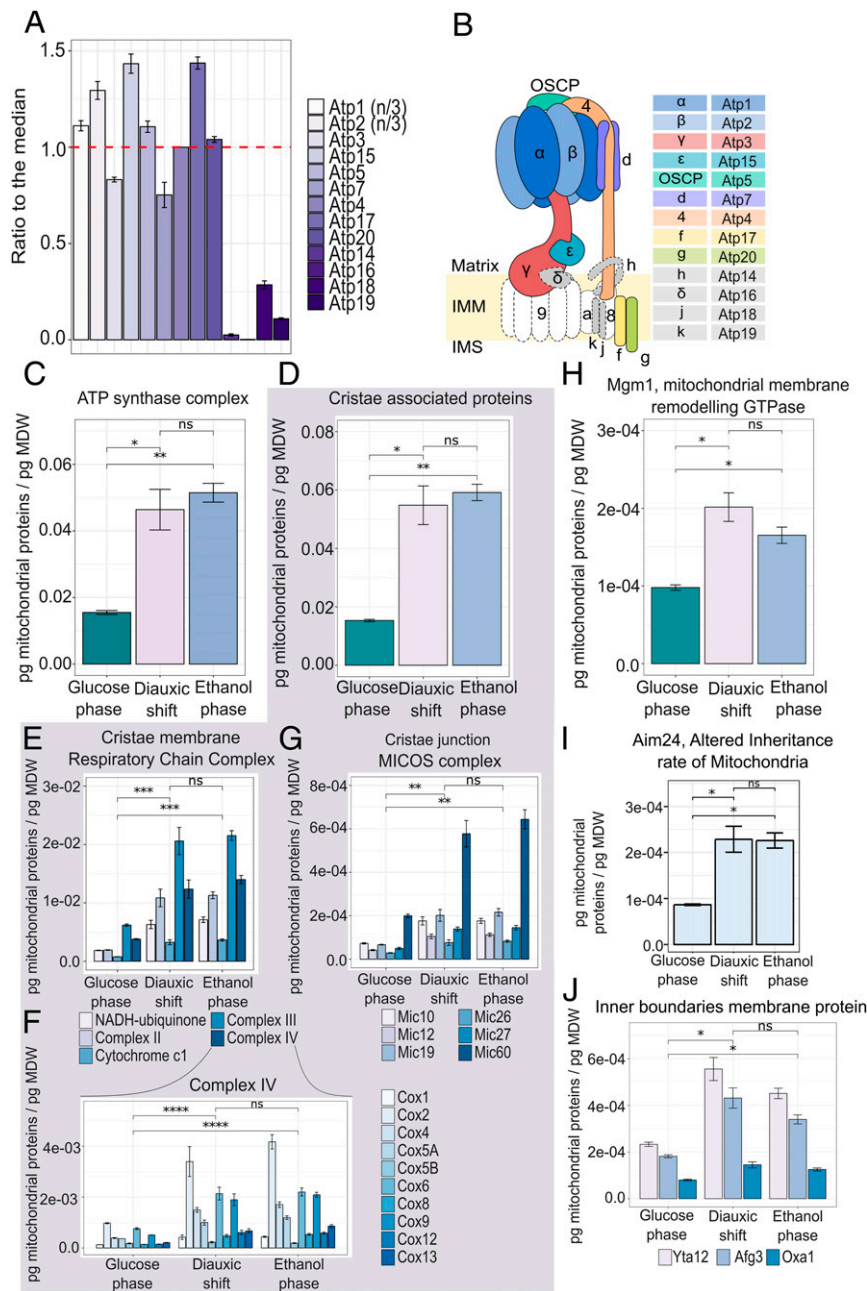 A
Ratio to the median
1.5
1.0
0.0
Atp1 (n/3)
Atp2 (n/3)
Atp3
Atp15
Atp5
Atp7
Atp4
Atp17
Atp20
Atp14
Atp16
Atp18
Atp19
B
OSCP
4
α
β
d
γ
ε
δ
h
Matrix
IMM
IMS
9
a
8
k
j
f
g
α Atp1
β Atp2
γ Atp3
ε Atp15
OSCP Atp5
d Atp7
4 Atp4
f Atp17
g Atp20
h Atp14
δ Atp16
j Atp18
k Atp19
C
ATP synthase complex
pg mitochondrial proteins / pg MDW
0.06
0.04
0.02
0.00
ns
*
**
Glucose Diauxic Ethanol
phase shift phase
D
Cristae associated proteins
pg mitochondrial proteins / pg MDW
0.08
0.06
0.04
0.02
0.00
ns
*
**
Glucose Diauxic Ethanol
phase shift phase
H
Mgm1, mitochondrial membrane
remodelling GTPase
pg mitochondrial proteins / pg MDW
3e-04
2e-04
1e-04
0.0
ns
*
*
Glucose Diauxic Ethanol
phase shift phase
E
Cristae membrane
Respiratory Chain Complex
pg mitochondrial proteins / pg MDW
3e-02
2e-02
1e-02
0.0
ns
***
***
Glucose Diauxic Ethanol
phase shift phase
NADH-ubiquinone Complex III
Complex II Complex IV
Cytochrome c1
G
Cristae junction
MICOS complex
pg mitochondrial proteins / pg MDW
8e-04
6e-04
4e-04
2e-04
0.0
ns
**
**
Glucose Diauxic Ethanol
phase shift phase
Mic10 Mic26
Mic12 Mic27
Mic19 Mic60
I
Aim24, Altered Inheritance
rate of Mitochondria
pg mitochondrial
proteins / pg MDW
3e-04
2e-04
1e-04
0.0
ns
*
*
Glucose Diauxic Ethanol
phase shift phase
F
Complex IV
pg mitochondrial proteins / pg MDW
4e-03
2e-03
0.0
ns
****
****
Glucose Diauxic Ethanol
phase shift phase
Cox1
Cox2
Cox4
Cox5A
Cox5B
Cox6
Cox8
Cox9
Cox12
Cox13
J
Inner boundaries membrane protein
pg mitochondrial proteins / pg MDW
6e-04
4e-04
2e-04
0.0
ns
*
*
Glucose Diauxic Ethanol
phase shift phase
Yta12 Afg3 Oxa1